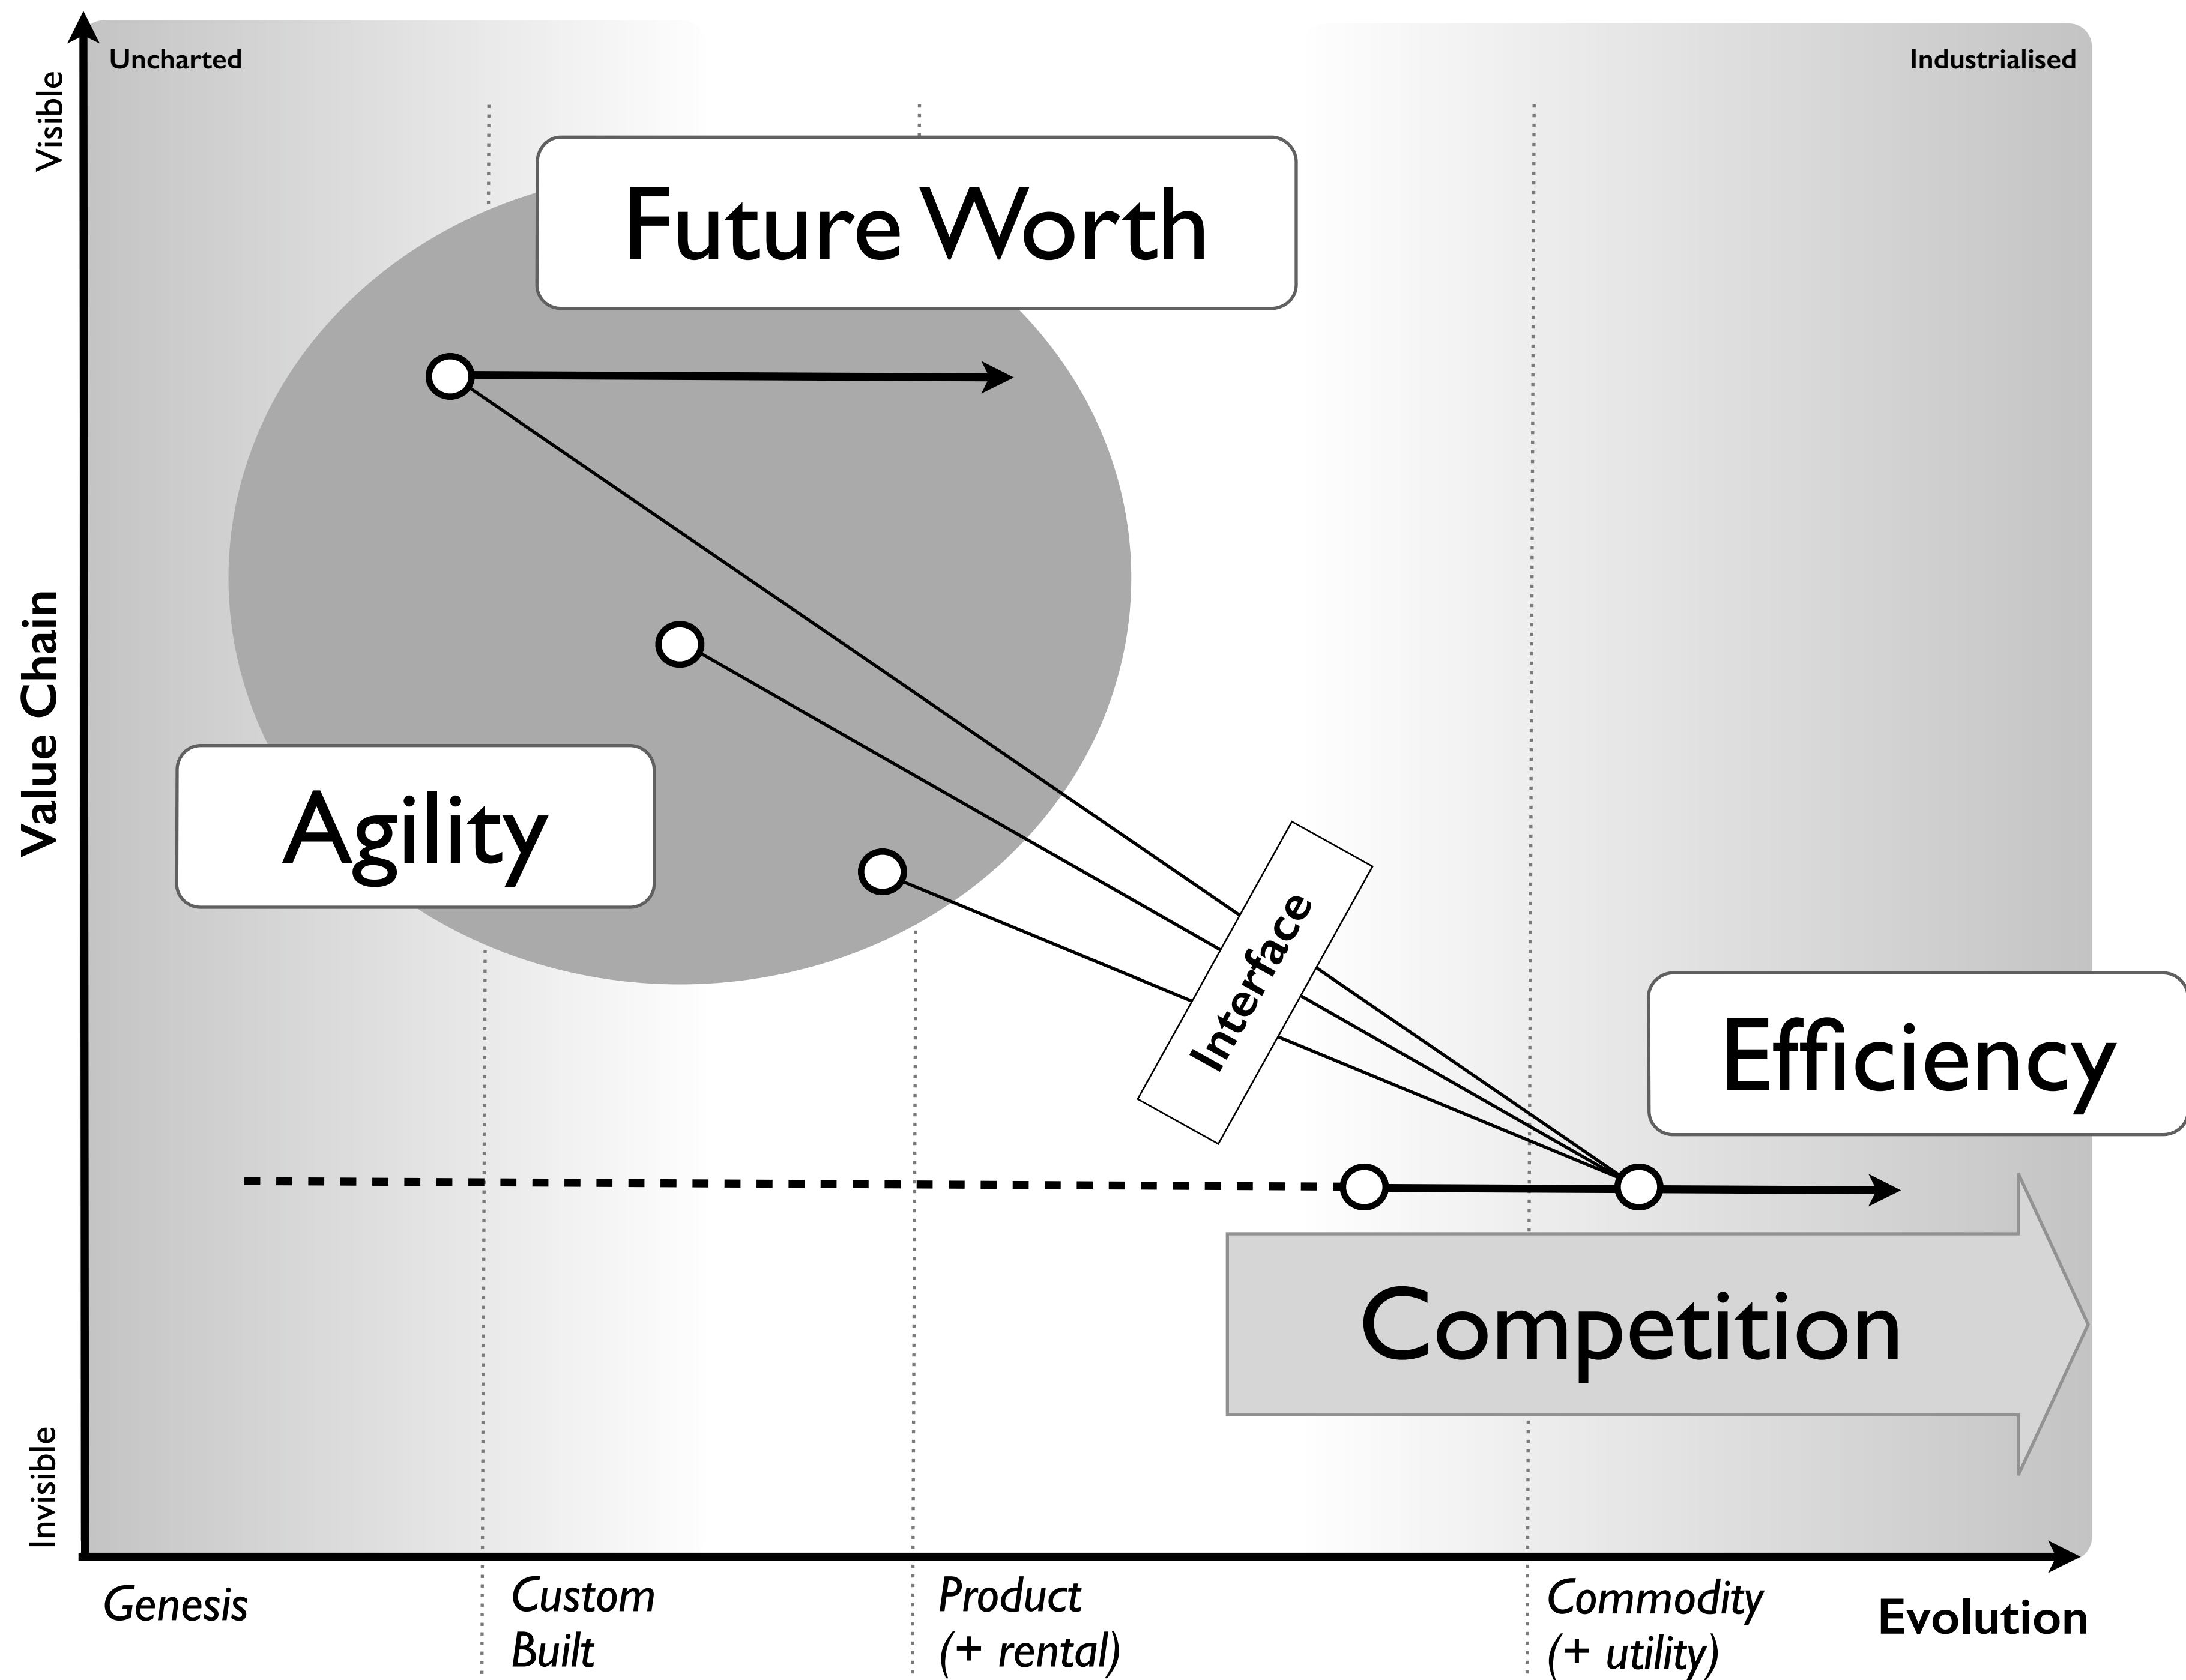 Uncharted
Industrialised
Visible
Future Worth
Value Chain
Agility
Interface
Efficiency
Competition
Invisible
Genesis
Custom
Built
Product
(+ rental)
Commodity
(+ utility)
Evolution